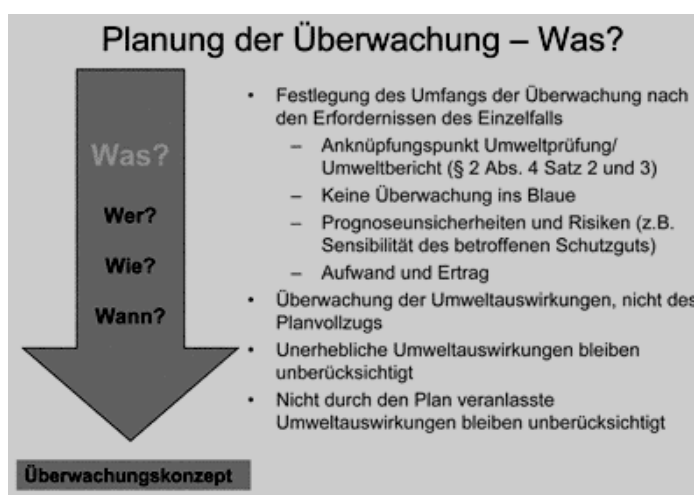 Planung der Überwachung – Was?
Was?
Wer?
Wie?
Wann?
Überwachungskonzept
• Festlegung des Umfangs der Überwachung nach
den Erfordernissen des Einzelfalls
– Anknüpfungspunkt Umweltprüfung/
Umweltbericht (§ 2 Abs. 4 Satz 2 und 3)
– Keine Überwachung ins Blaue
– Prognoseunsicherheiten und Risiken (z.B.
Sensibilität des betroffenen Schutzguts)
– Aufwand und Ertrag
• Überwachung der Umweltauswirkungen, nicht des
Planvollzugs
• Unerhebliche Umweltauswirkungen bleiben
unberücksichtigt
• Nicht durch den Plan veranlasste
Umweltauswirkungen bleiben unberücksichtigt